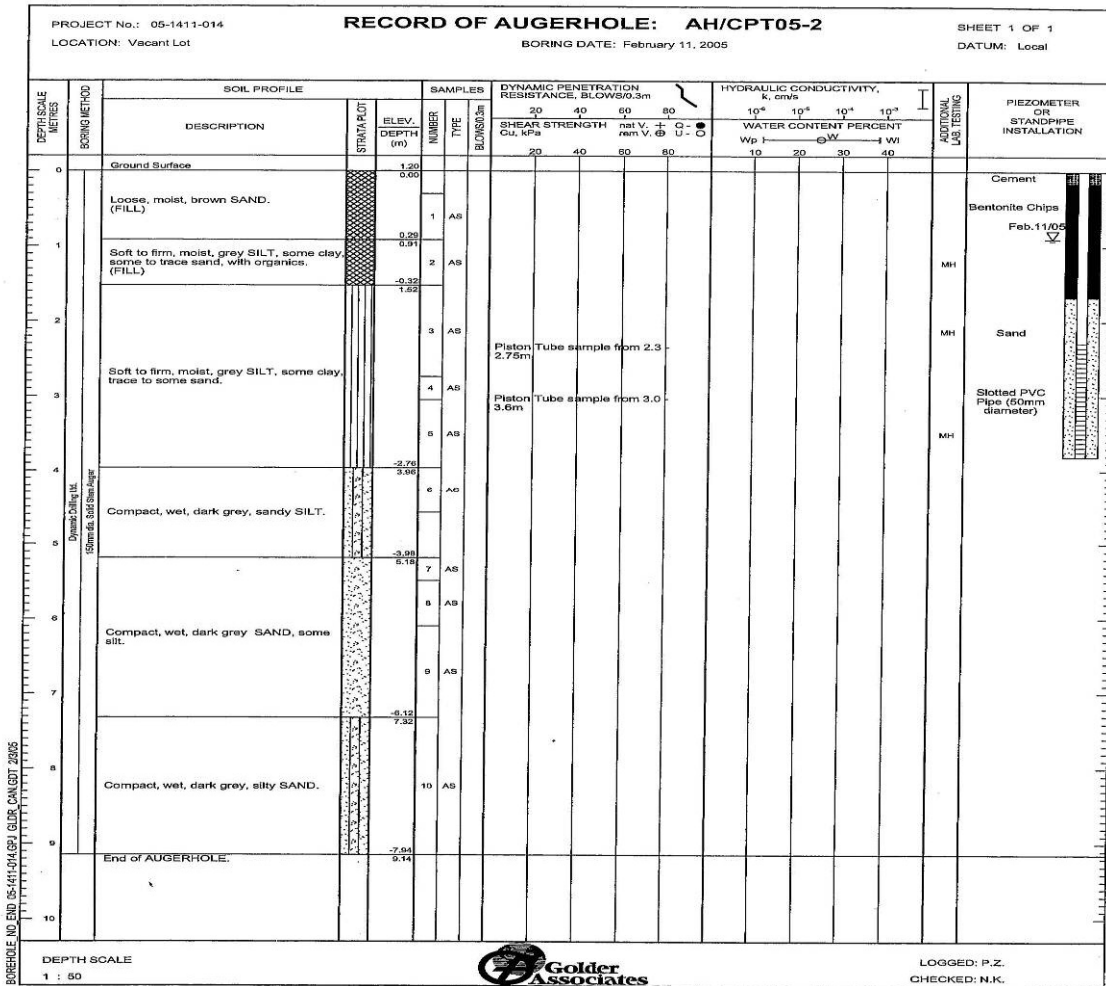 PROJECT No.: 05-1411-014
RECORD OF AUGERHOLE: AH/CPT05-2
SHEET 1 OF 1
LOCATION: Vacant Lot
BORING DATE: February 11, 2005
DATUM: Local
DEPTH SCALE METRES
BORING METHOD
SOIL PROFILE
DESCRIPTION
STRATA PLOT
ELEV.
DEPTH (m)
SAMPLES
NUMBER
TYPE
BLOWS/0.3m
DYNAMIC PENETRATION RESISTANCE, BLOWS/0.3m
20 40 60 80
SHEAR STRENGTH nat V. + Q - ●
Cu, kPa rem V. ⊕ U - O
20 40 60 80
HYDRAULIC CONDUCTIVITY, k, cm/s
10⁻⁶ 10⁻⁵ 10⁻⁴ 10⁻³
WATER CONTENT PERCENT
Wp W Wl
10 20 30 40
ADDITIONAL LAB. TESTING
PIEZOMETER OR STANDPIPE INSTALLATION
0
Ground Surface
1.20
0.00
Cement
Loose, moist, brown SAND.
(FILL)
1 AS
Bentonite Chips
Feb.11/05
0.29
0.91
1
Soft to firm, moist, grey SILT, some clay,
some to trace sand, with organics.
(FILL)
2 AS
MH
-0.32
1.52
2
3 AS
MH
Sand
Piston Tube sample from 2.3 -
2.75m
Soft to firm, moist, grey SILT, some clay,
trace to some sand.
4 AS
3
Piston Tube sample from 3.0 -
3.6m
Slotted PVC
Pipe (50mm
diameter)
5 AS
MH
-2.76
3.96
4
6
Compact, wet, dark grey, sandy SILT.
Dynamic Drilling Ltd.
150mm dia. Solid Stem Auger
5
-3.98
5.18
7 AS
8 AS
6
Compact, wet, dark grey SAND, some
silt.
9 AS
7
-6.12
7.32
8
Compact, wet, dark grey, silty SAND.
10 AS
9
-7.94
9.14
End of AUGERHOLE.
10
BOREHOLE_NO_END 05-1411-014.GPJ GLDR_CAN.GDT 2/3/05
DEPTH SCALE
1 : 50
Golder
Associates
LOGGED: P.Z.
CHECKED: N.K.